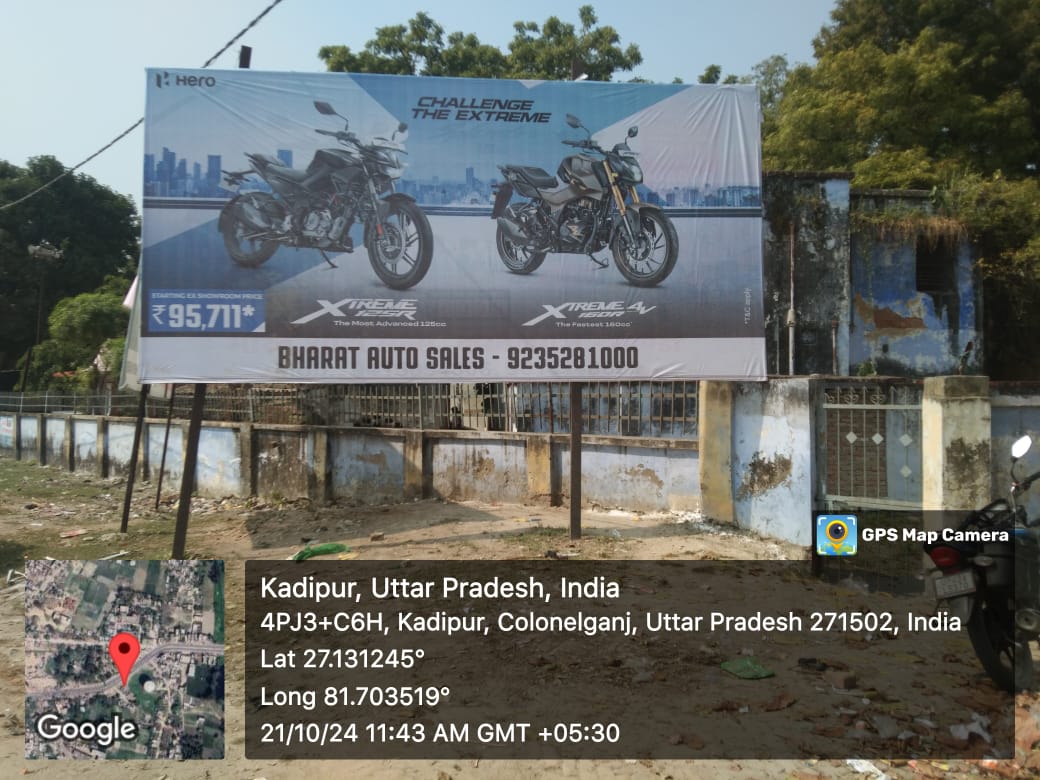 Hero
CHALLENGE
THE EXTREME
STARTING EX SHOWROOM PRICE
₹95,711*
XTREME
125R
The Most Advanced 125cc
XTREME 4V
160R
The Fastest 160cc
*T&C apply
BHARAT AUTO SALES - 9235281000
GPS Map Camera
Kadipur, Uttar Pradesh, India
4PJ3+C6H, Kadipur, Colonelganj, Uttar Pradesh 271502, India
Lat 27.131245°
Long 81.703519°
21/10/24 11:43 AM GMT +05:30
Google